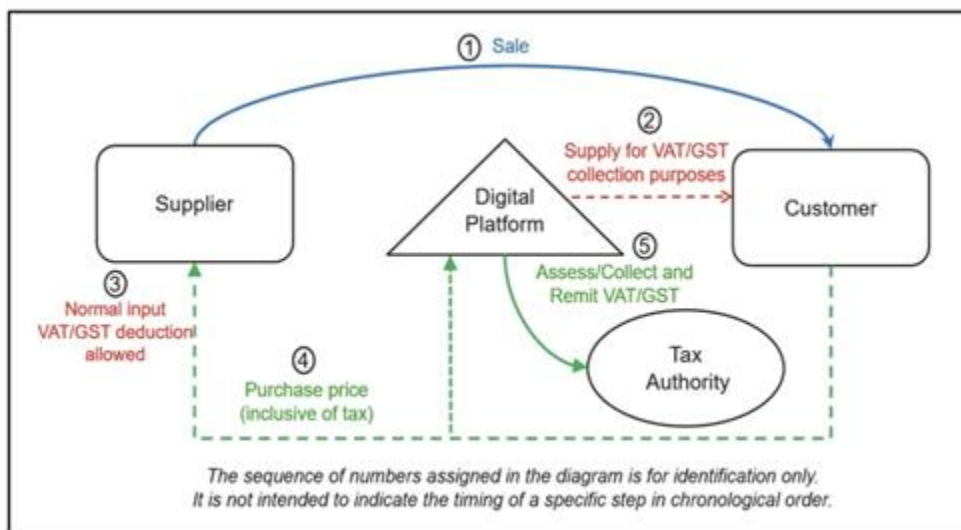 ① Sale
②
Supply for VAT/GST
collection purposes
Supplier
Digital
Platform
Customer
③
Normal input
VAT/GST deduction
allowed
⑤
Assess/Collect and
Remit VAT/GST
④
Purchase price
(inclusive of tax)
Tax
Authority
The sequence of numbers assigned in the diagram is for identification only.
It is not intended to indicate the timing of a specific step in chronological order.